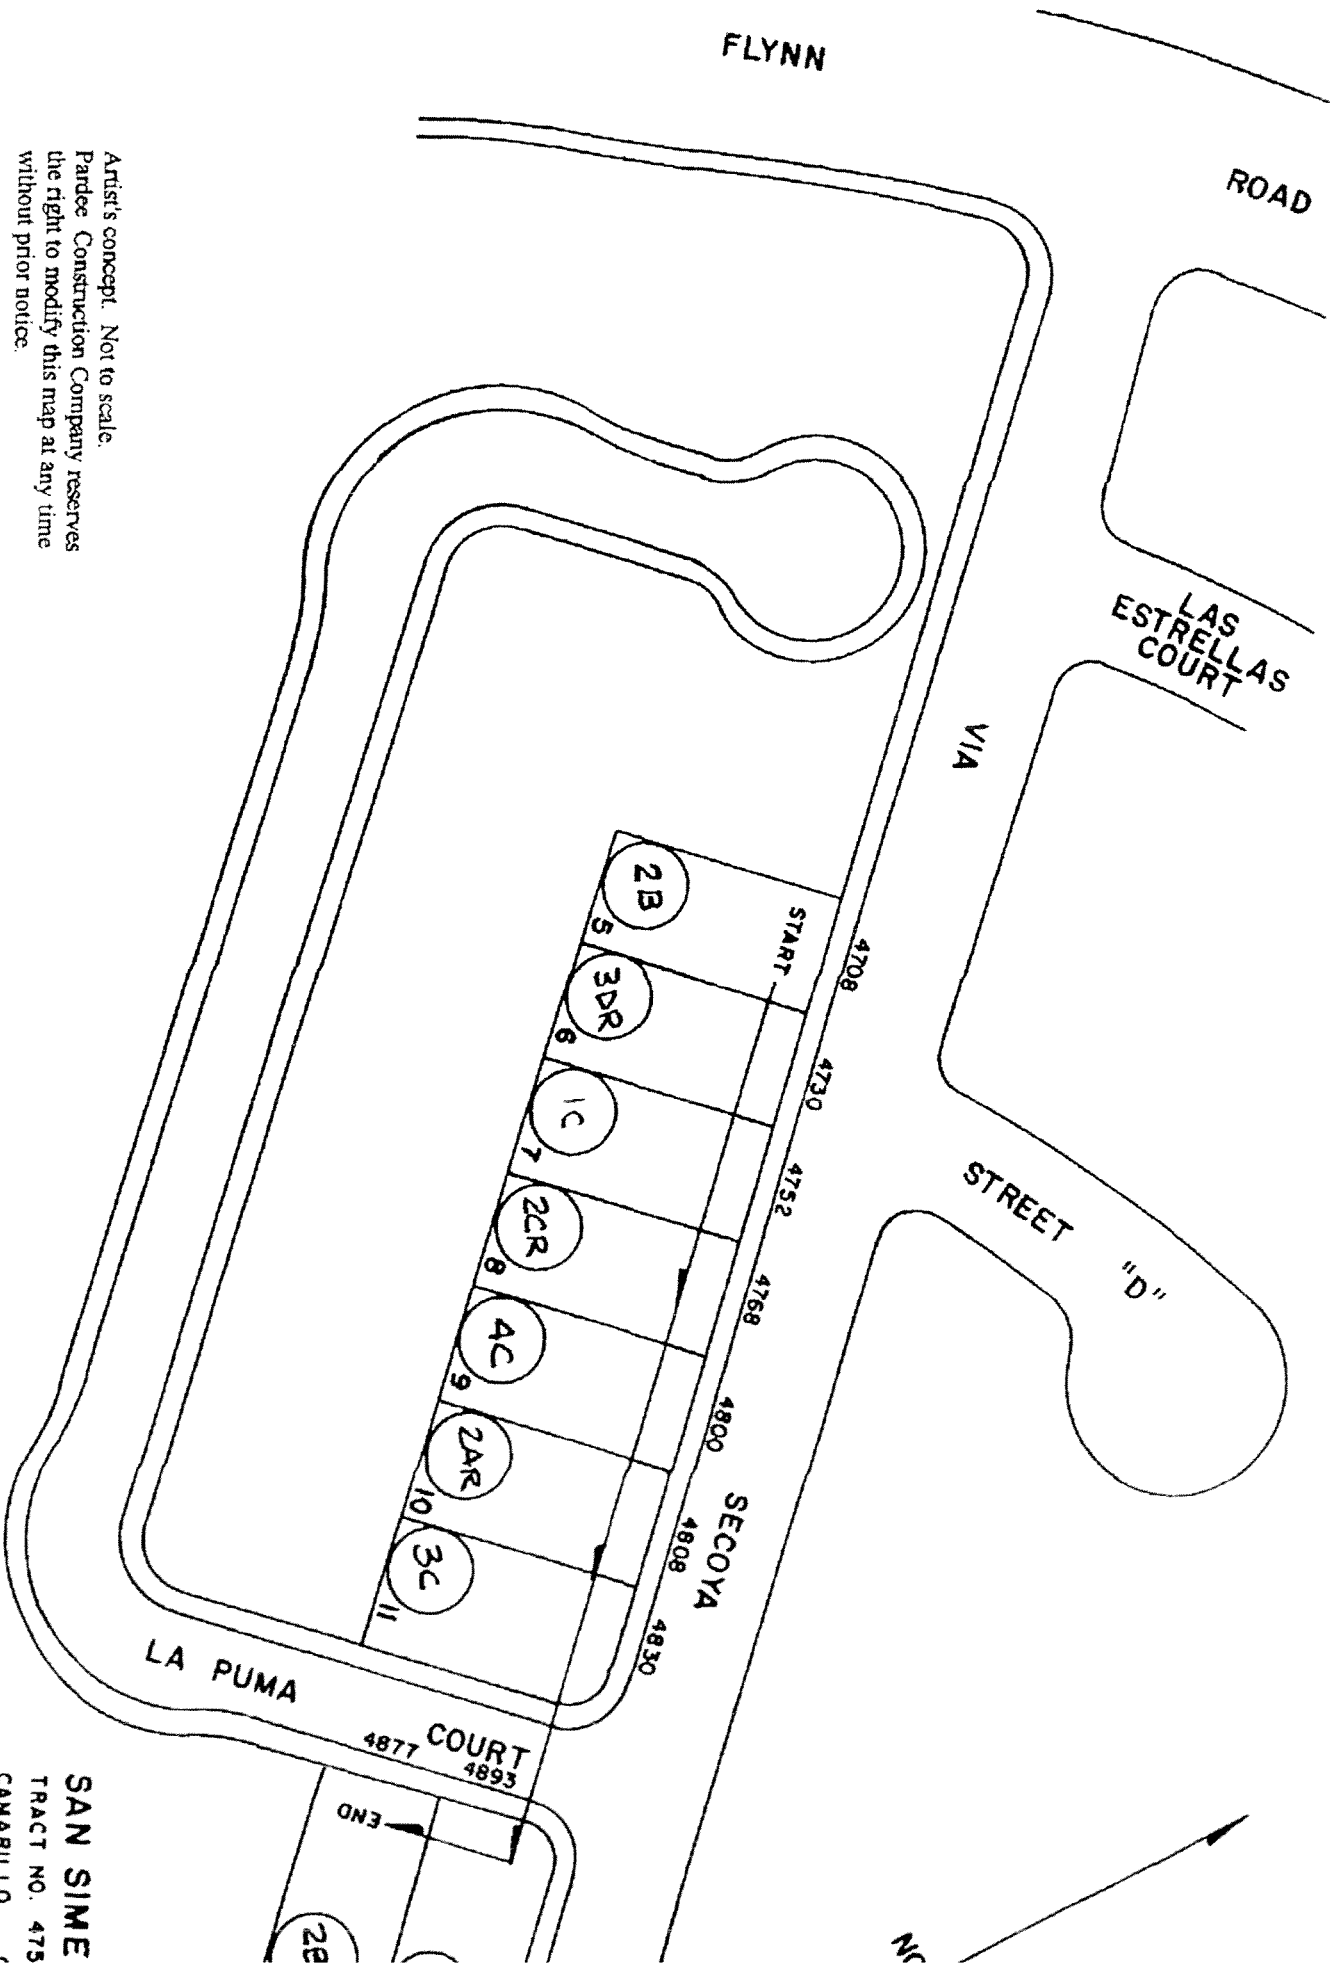 FLYNN
ROAD
Artist's concept. Not to scale.
Pardee Construction Company reserves
the right to modify this map at any time
without prior notice.
LAS
ESTRELLAS
COURT
VIA
SECOYA
STREET "D"
START
2B
5
4708
3DR
6
4730
1C
7
4752
2CR
8
4768
4C
9
4800
2AR
10
4808
3C
11
4830
LA PUMA COURT
4877
4893
END
2B
SAN SIME
TRACT NO. 475
CAMARILLO
NO